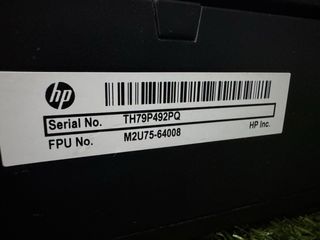 hp
Serial No. TH79P492PQ HP Inc.
FPU No. M2U75-64008